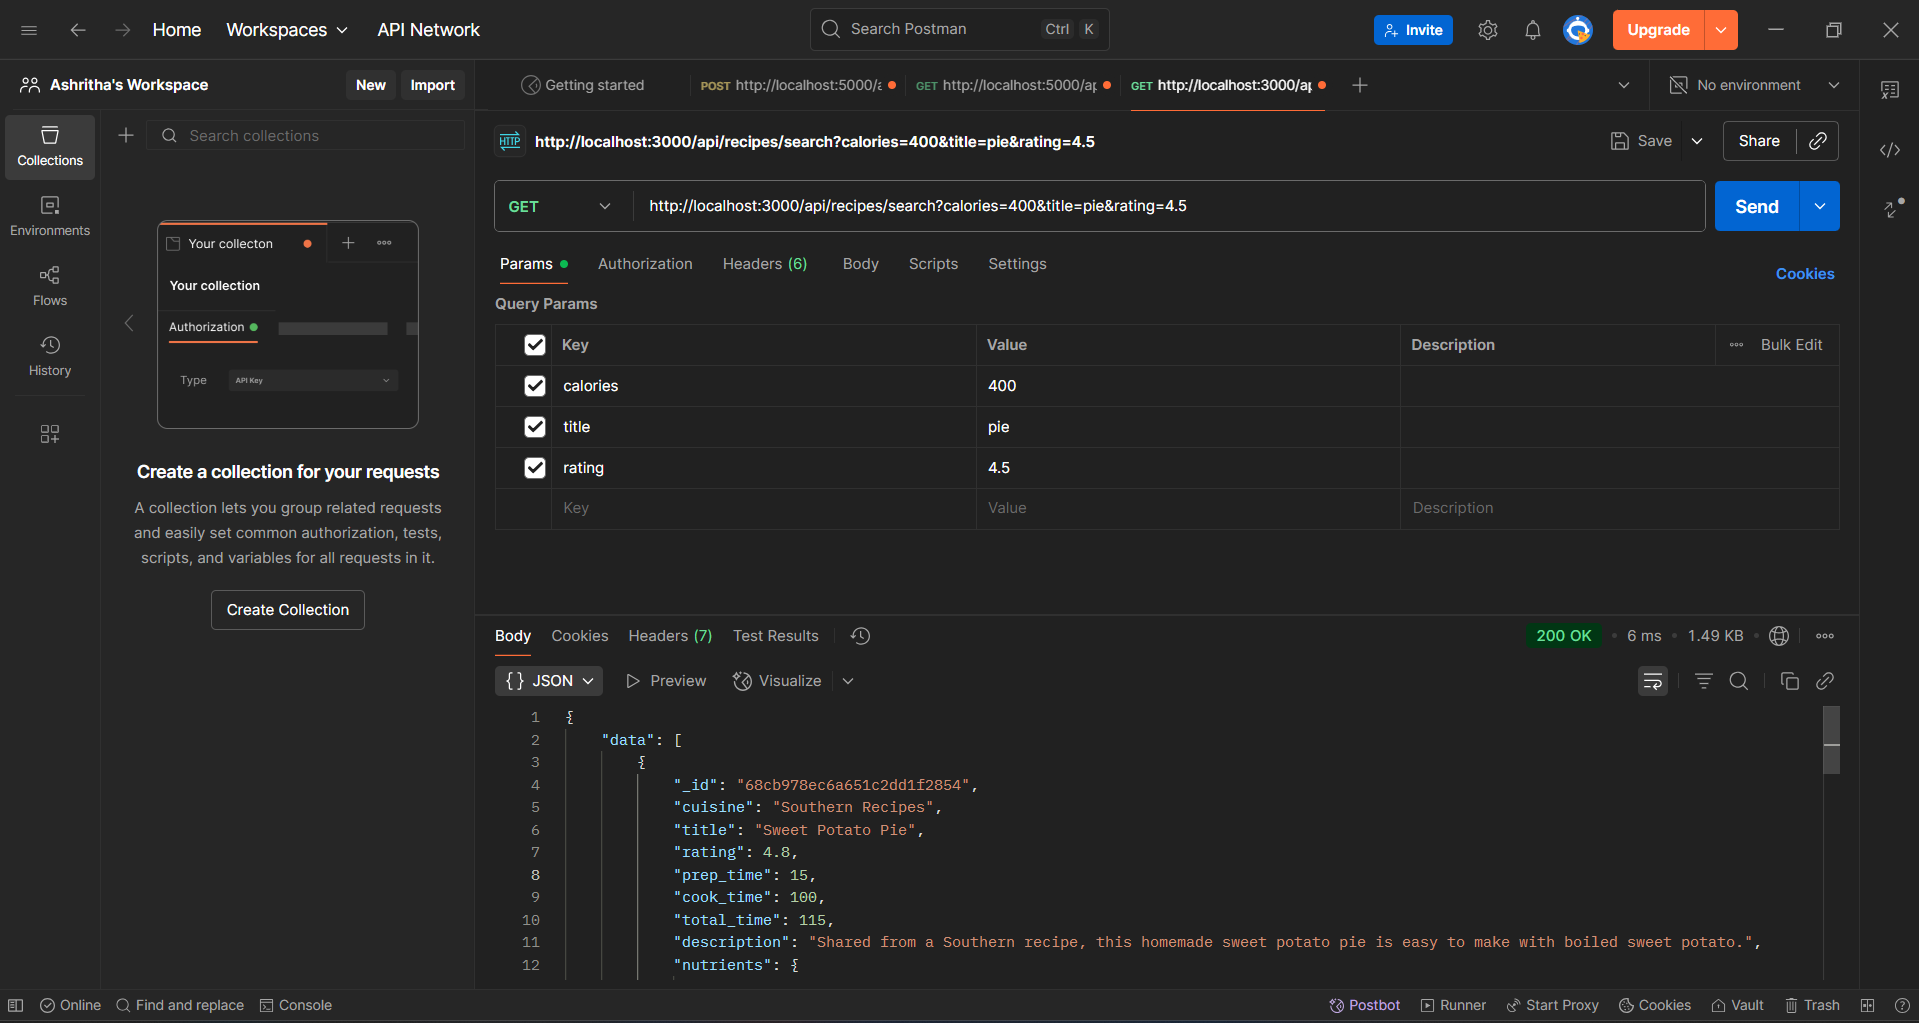 Home Workspaces API Network Search Postman Ctrl K Invite Upgrade
Ashritha's Workspace New Import Getting started POST http://localhost:5000/a GET http://localhost:5000/ap GET http://localhost:3000/ap No environment
Search collections
Collections
Environments
Flows
History
Your collecton
Your collection
Authorization
Type API Key
Create a collection for your requests
A collection lets you group related requests
and easily set common authorization, tests,
scripts, and variables for all requests in it.
Create Collection
HTTP http://localhost:3000/api/recipes/search?calories=400&title=pie&rating=4.5 Save Share
GET http://localhost:3000/api/recipes/search?calories=400&title=pie&rating=4.5 Send
Params Authorization Headers (6) Body Scripts Settings Cookies
Query Params
Key Value Description Bulk Edit
calories 400
title pie
rating 4.5
Key Value Description
Body Cookies Headers (7) Test Results 200 OK • 6 ms • 1.49 KB •
{} JSON Preview Visualize
1 {
2 "data": [
3 {
4 "_id": "68cb978ec6a651c2dd1f2854",
5 "cuisine": "Southern Recipes",
6 "title": "Sweet Potato Pie",
7 "rating": 4.8,
8 "prep_time": 15,
9 "cook_time": 100,
10 "total_time": 115,
11 "description": "Shared from a Southern recipe, this homemade sweet potato pie is easy to make with boiled sweet potato.",
12 "nutrients": {
Online Find and replace Console Postbot Runner Start Proxy Cookies Vault Trash